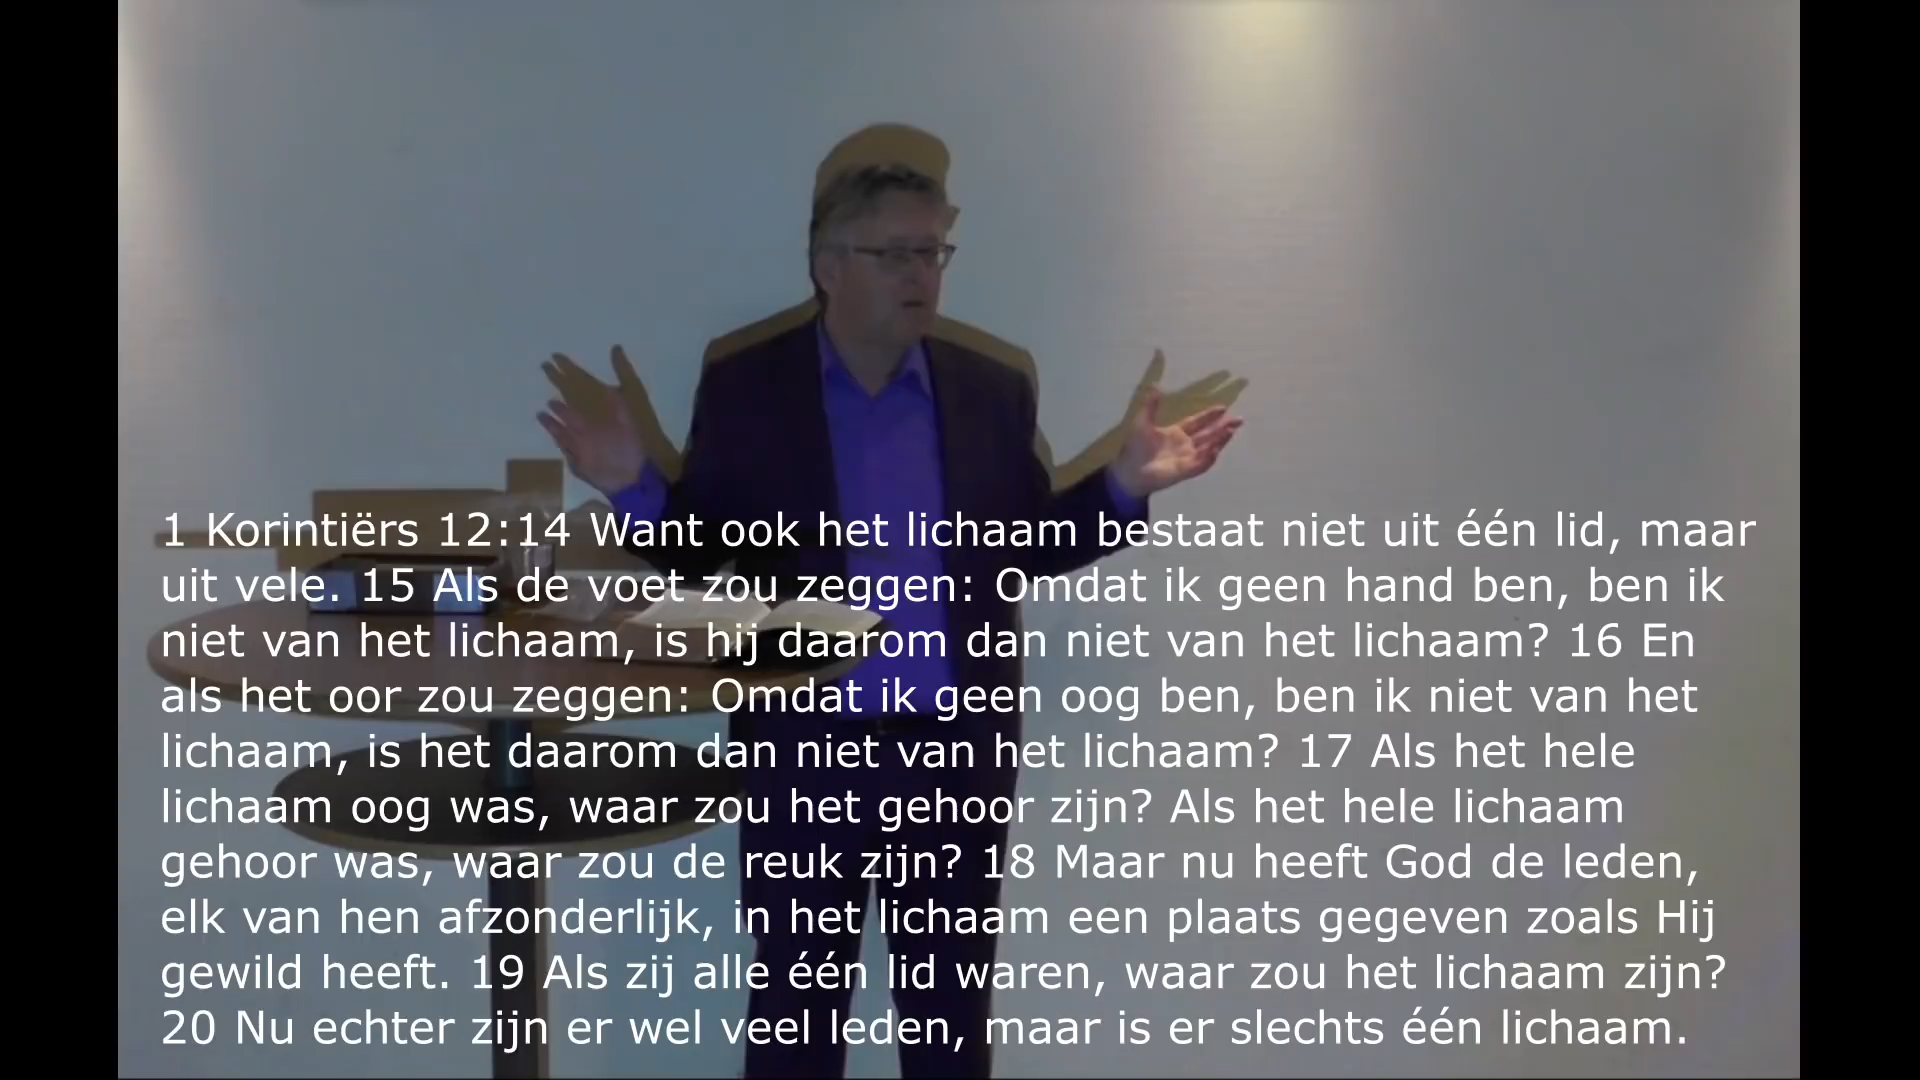 1 Korintiërs 12:14 Want ook het lichaam bestaat niet uit één lid, maar
uit vele. 15 Als de voet zou zeggen: Omdat ik geen hand ben, ben ik
niet van het lichaam, is hij daarom dan niet van het lichaam? 16 En
als het oor zou zeggen: Omdat ik geen oog ben, ben ik niet van het
lichaam, is het daarom dan niet van het lichaam? 17 Als het hele
lichaam oog was, waar zou het gehoor zijn? Als het hele lichaam
gehoor was, waar zou de reuk zijn? 18 Maar nu heeft God de leden,
elk van hen afzonderlijk, in het lichaam een plaats gegeven zoals Hij
gewild heeft. 19 Als zij alle één lid waren, waar zou het lichaam zijn?
20 Nu echter zijn er wel veel leden, maar is er slechts één lichaam.